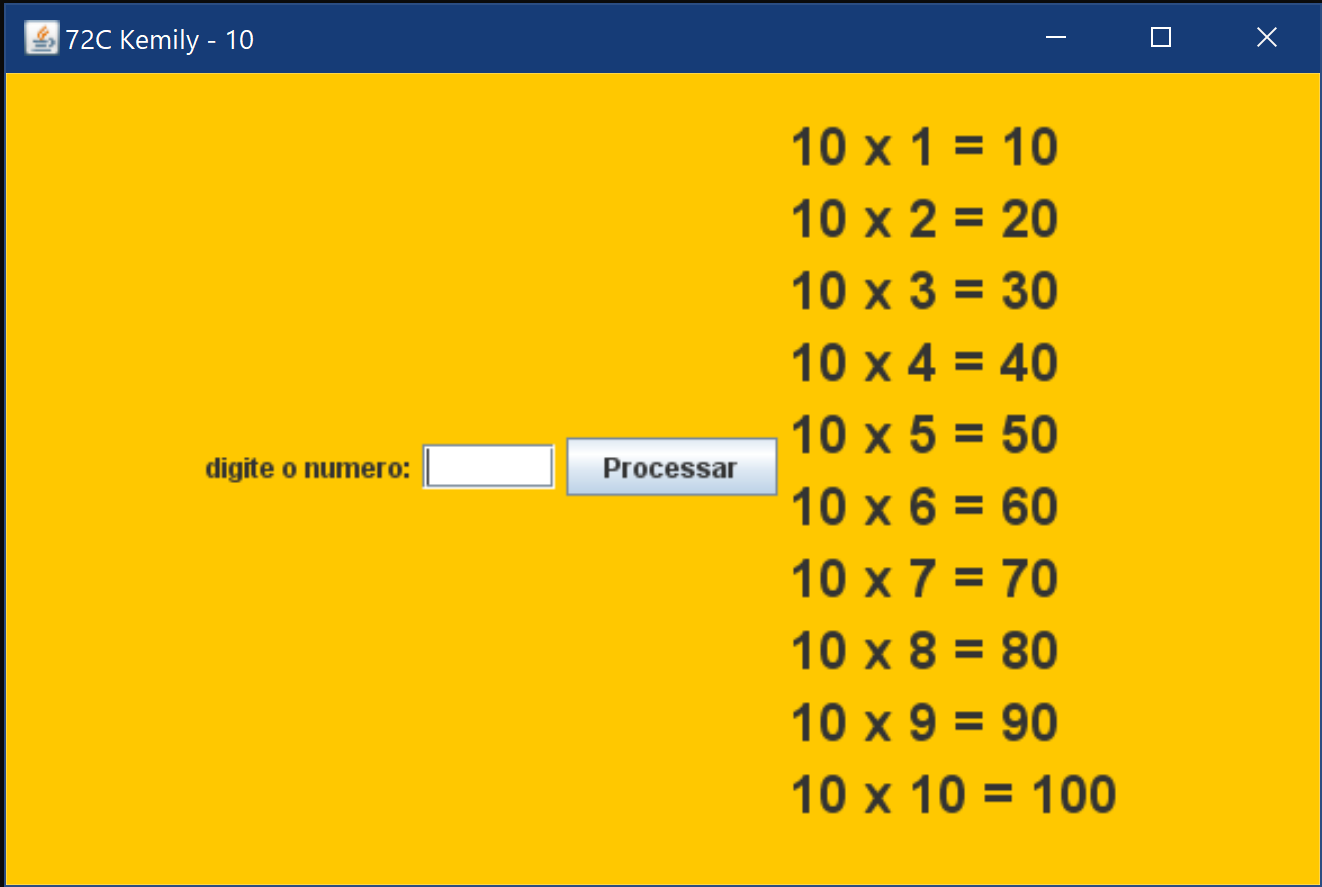 72C Kemily - 10
digite o numero:
Processar
10 x 1 = 10
10 x 2 = 20
10 x 3 = 30
10 x 4 = 40
10 x 5 = 50
10 x 6 = 60
10 x 7 = 70
10 x 8 = 80
10 x 9 = 90
10 x 10 = 100